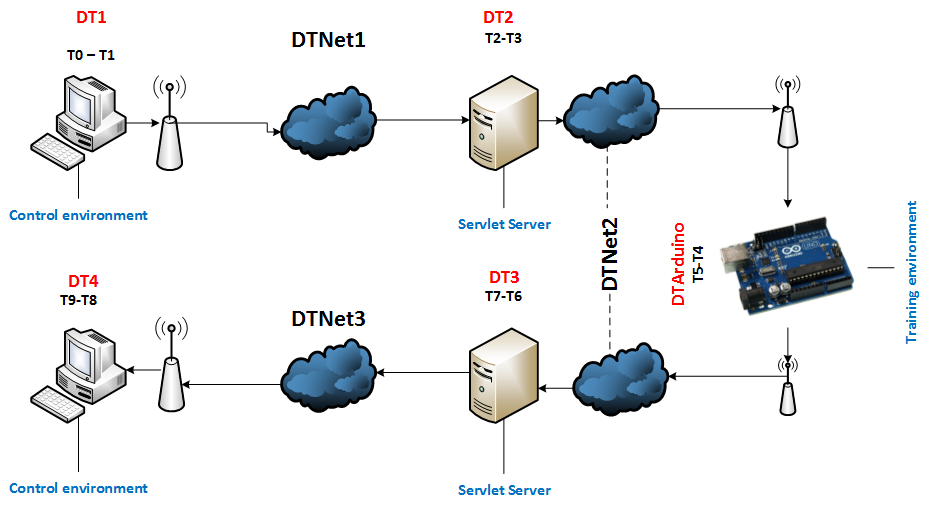 DT1
T0 – T1
DTNet1
DT2
T2-T3
Control environment
Servlet Server
DTNet2
DTArduino
T5-T4
Training environment
DT4
T9-T8
DTNet3
DT3
T7-T6
Control environment
Servlet Server